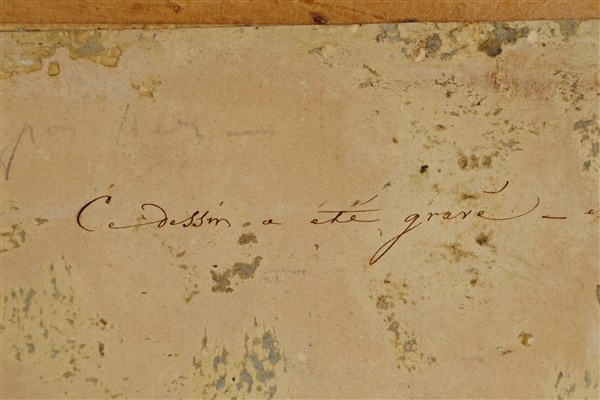 Ce dessin a été gravé _